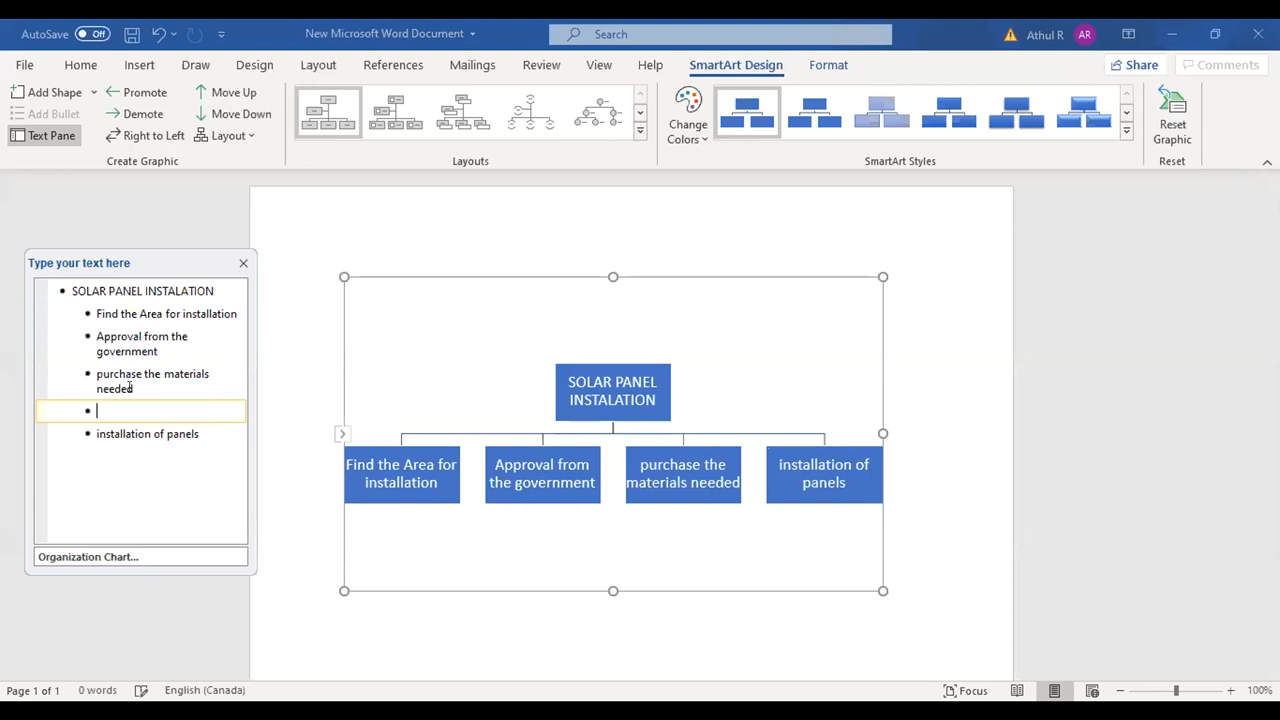 AutoSave Off New Microsoft Word Document Search Athul R AR
File Home Insert Draw Design Layout References Mailings Review View Help SmartArt Design Format Share Comments
Add Shape Promote Move Up
Add Bullet Demote Move Down
Text Pane Right to Left Layout
Change
Colors
Reset
Graphic
Create Graphic Layouts SmartArt Styles Reset
Type your text here
SOLAR PANEL INSTALATION
Find the Area for installation
Approval from the
government
purchase the materials
needed
installation of panels
Organization Chart...
SOLAR PANEL
INSTALATION
Find the Area for
installation
Approval from
the government
purchase the
materials needed
installation of
panels
Page 1 of 1 0 words English (Canada) Focus 100%